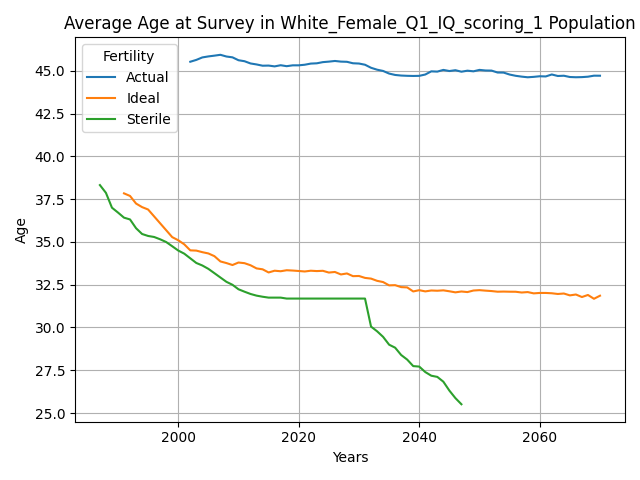 Average Age at Survey in White_Female_Q1_IQ_scoring_1 Population
Fertility
Actual
Ideal
Sterile
45.0
42.5
40.0
37.5
35.0
32.5
30.0
27.5
25.0
Age
2000
2020
2040
2060
Years